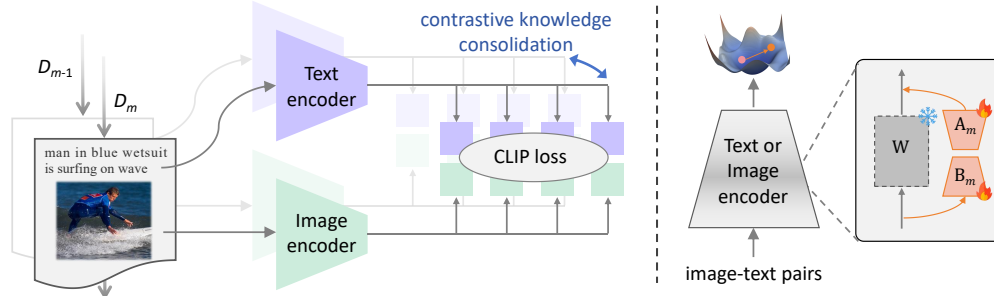 contrastive knowledge
consolidation
D_{m-1}
D_m
Text
encoder
man in blue wetsuit
is surfing on wave
CLIP loss
Image
encoder
Text or
Image
encoder
image-text pairs
W
A_m
B_m